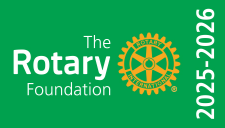 The
Rotary
Foundation
ROTARY
INTERNATIONAL
®
2025-2026